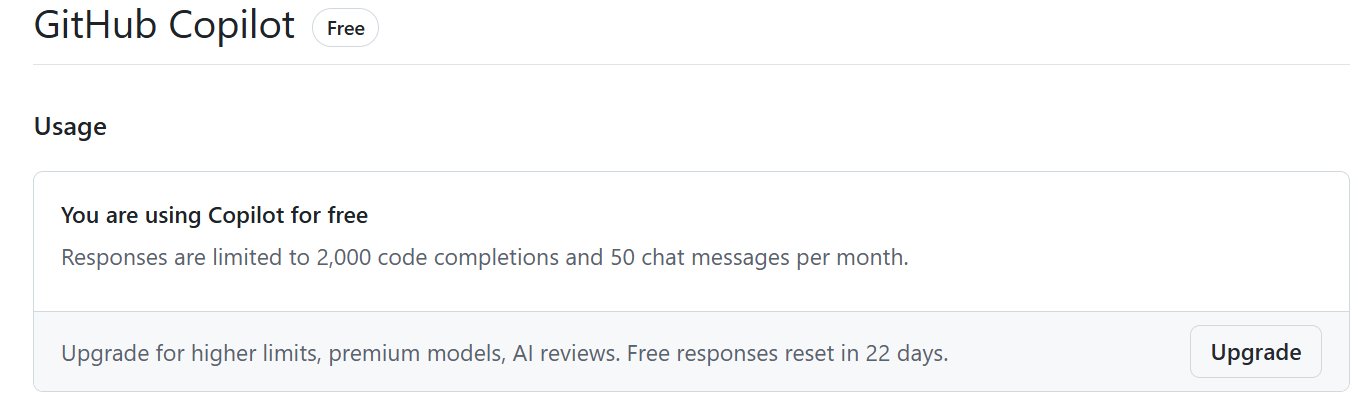 GitHub Copilot Free
Usage
You are using Copilot for free
Responses are limited to 2,000 code completions and 50 chat messages per month.
Upgrade for higher limits, premium models, AI reviews. Free responses reset in 22 days. Upgrade